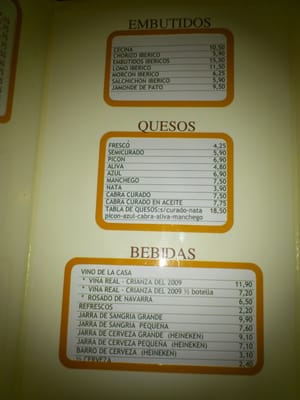 EMBUTIDOS
CECINA 10,50
CHORIZO IBERICO 5,90
EMBUTIDOS IBERICOS 15,50
LOMO IBERICO 11,50
MORCON IBERICO 6,25
SALCHICHON IBERICO 5,90
JAMONDE DE PATO 9,50
QUESOS
FRESCO 4,25
SEMICURADO 5,90
PICON 6,90
ALIVA 4,80
AZUL 6,90
MANCHEGO 7,50
NATA 3,90
CABRA CURADO 7,50
CABRA CURADO EN ACEITE 7,75
TABLA DE QUESOS:s/curado-nata 18,50
picon-azul-cabra-aliva-manchego
BEBIDAS
VINO DE LA CASA
* VIÑA REAL - CRIANZA DEL 2009 11,90
* VIÑA REAL - CRIANZA DEL 2009 ½ botella 7,20
* ROSADO DE NAVARRA 6,50
REFRESCOS 2,20
JARRA DE SANGRIA GRANDE 9,90
JARRA DE SANGRIA PEQUEÑA 7,60
JARRA DE CERVEZA GRANDE (HEINEKEN) 9,10
JARRA DE CERVEZA PEQUEÑA (HEINEKEN) 7,10
BARRO DE CERVEZA (HEINEKEN) 3,10
½ CERVEZA 2,40